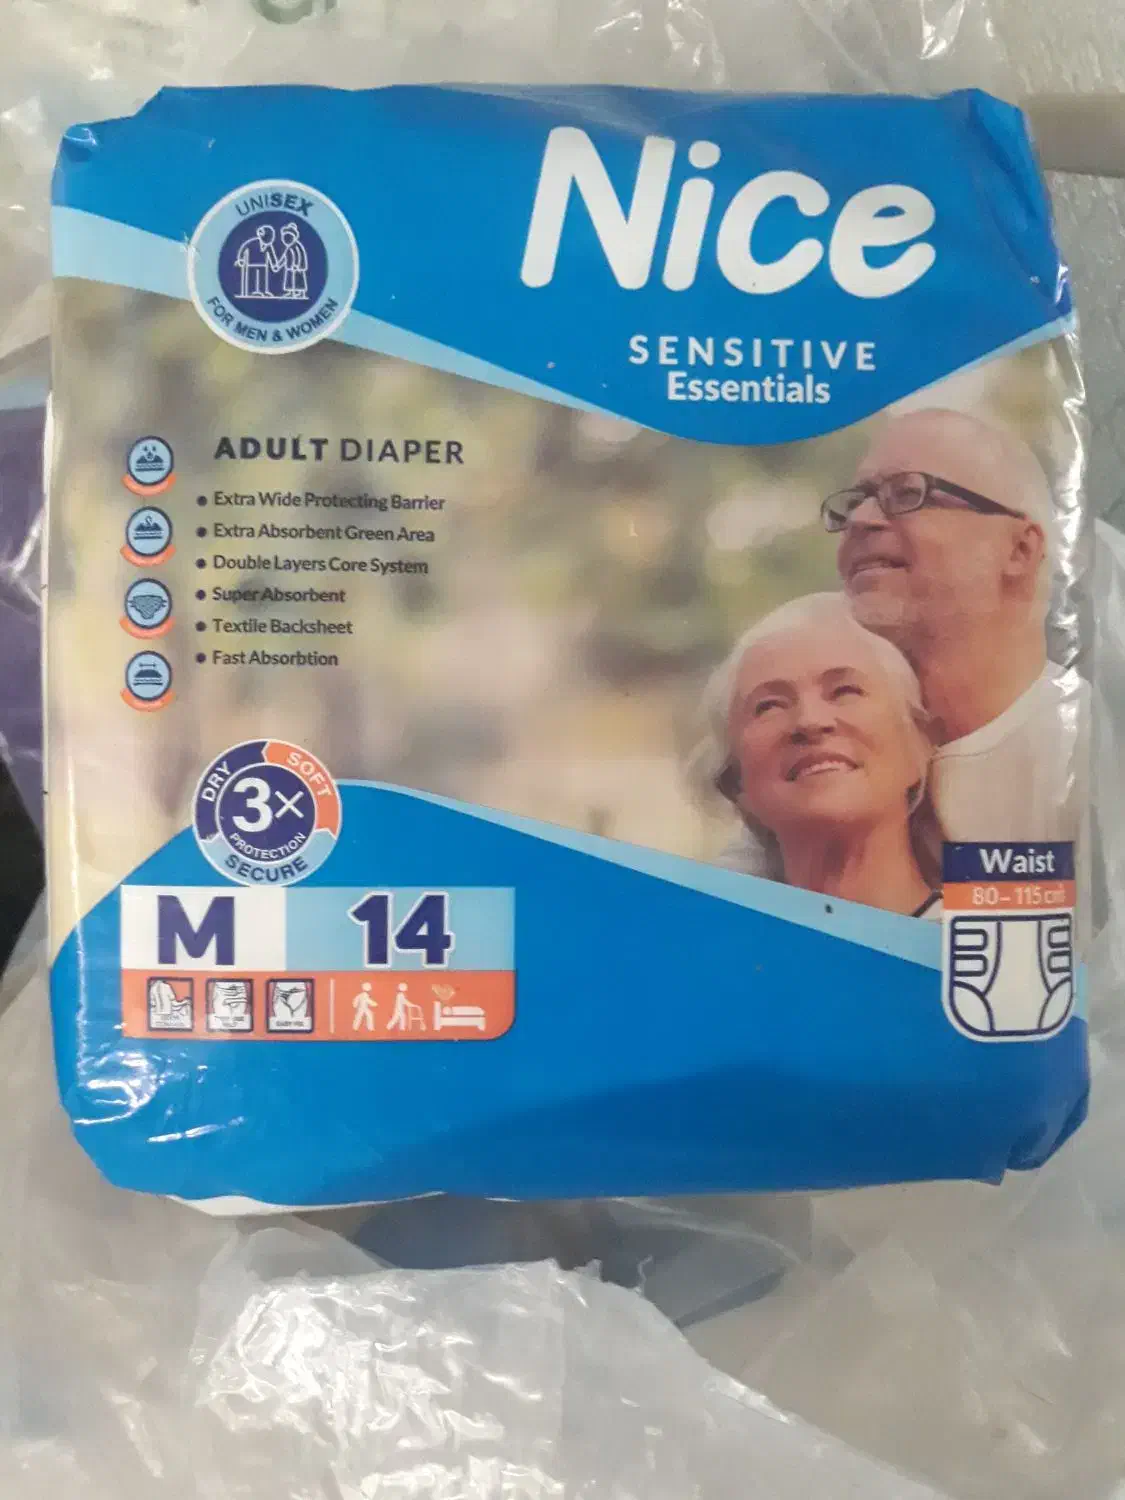 Nice
SENSITIVE
Essentials
UNISEX
FOR MEN & WOMEN
ADULT DIAPER
Extra Wide Protecting Barrier
Extra Absorbent Green Area
Double Layers Core System
Super Absorbent
Textile Backsheet
Fast Absorbtion
DRY
SOFT
3×
PROTECTION
SECURE
Waist
80-115 cm
M 14